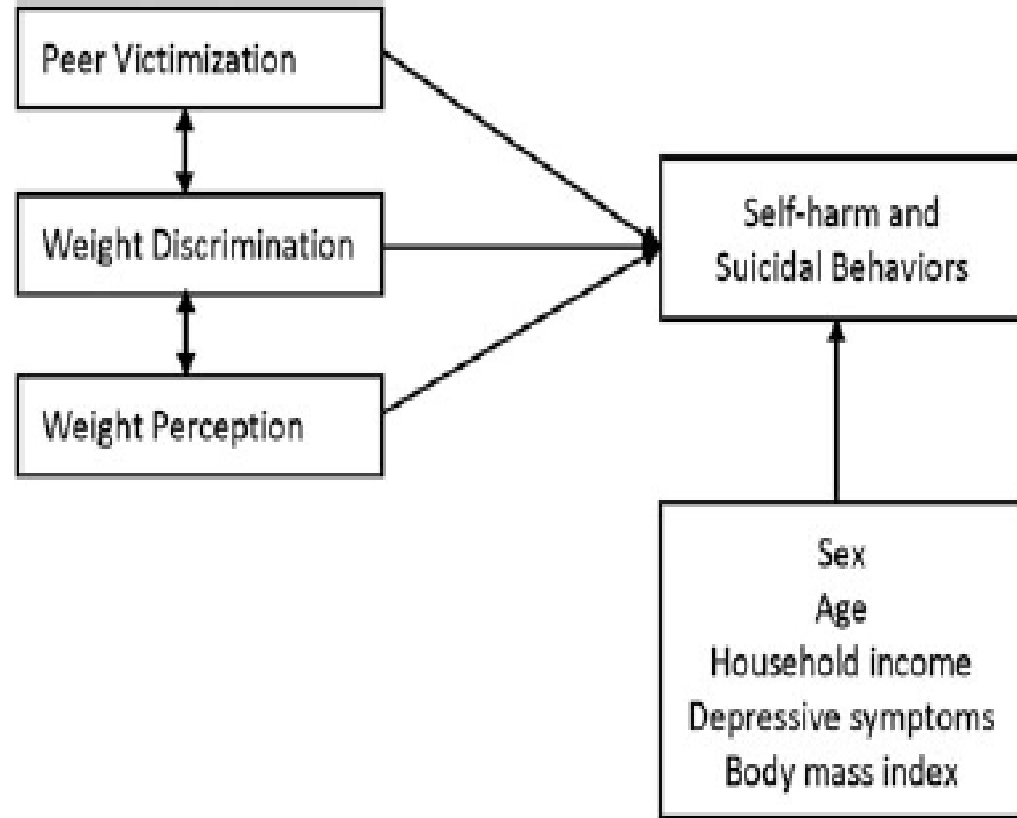 Peer Victimization
Weight Discrimination
Weight Perception
Self-harm and
Suicidal Behaviors
Sex
Age
Household income
Depressive symptoms
Body mass index